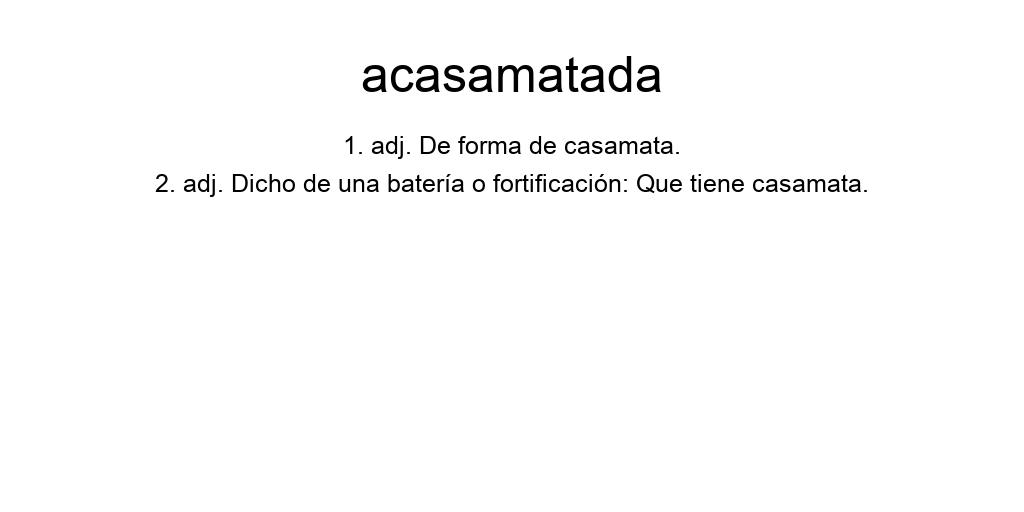 acasamatada
1. adj. De forma de casamata.
2. adj. Dicho de una batería o fortificación: Que tiene casamata.